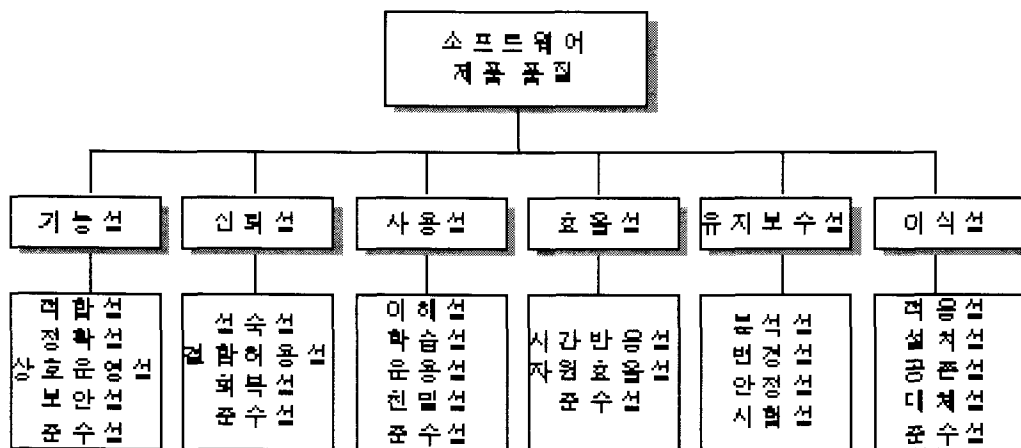 소프트웨어
제품 품질
기능성
신뢰성
사용성
효율성
유지보수성
이식성
적합성
정확성
상호운영성
보안성
준수성
성숙성
결함허용성
회복성
준수성
이해성
학습성
운용성
친밀성
준수성
시간반응성
자원효율성
준수성
분석성
변경성
안정성
시험성
적응성
설치성
공존성
대체성
준수성